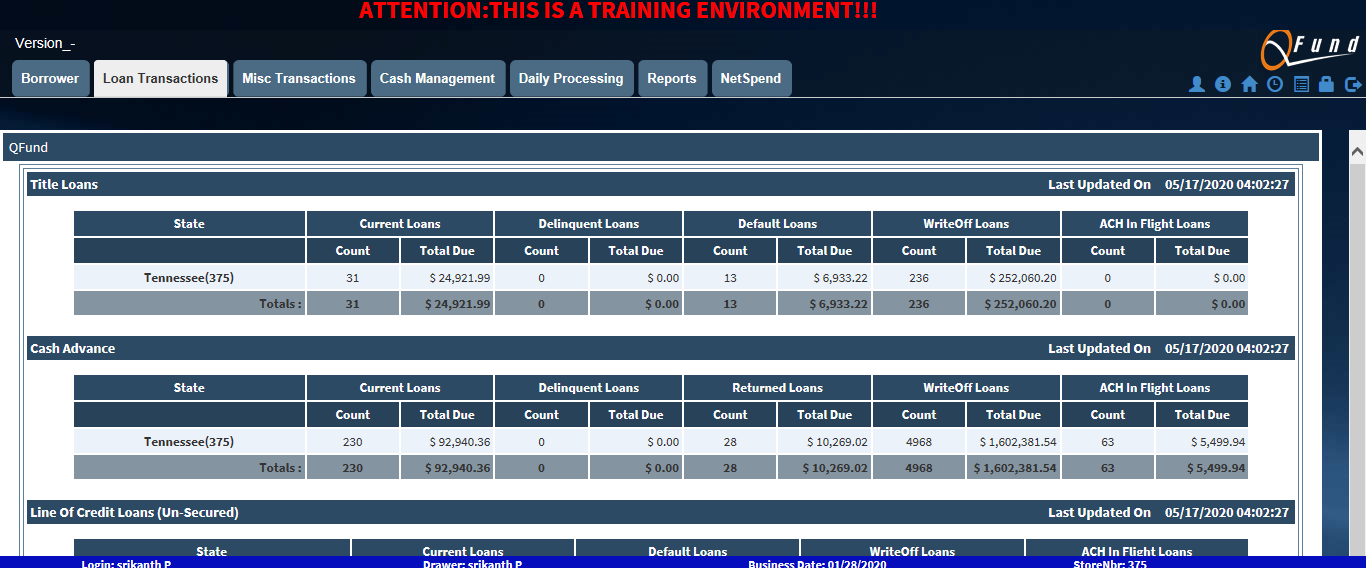 ATTENTION:THIS IS A TRAINING ENVIRONMENT!!!
Version_-
QFund
Borrower Loan Transactions Misc Transactions Cash Management Daily Processing Reports NetSpend
QFund
Title Loans Last Updated On 05/17/2020 04:02:27
State Current Loans Delinquent Loans Default Loans WriteOff Loans ACH In Flight Loans
Count Total Due Count Total Due Count Total Due Count Total Due Count Total Due
Tennessee(375) 31 $ 24,921.99 0 $ 0.00 13 $ 6,933.22 236 $ 252,060.20 0 $ 0.00
Totals : 31 $ 24,921.99 0 $ 0.00 13 $ 6,933.22 236 $ 252,060.20 0 $ 0.00
Cash Advance Last Updated On 05/17/2020 04:02:27
State Current Loans Delinquent Loans Returned Loans WriteOff Loans ACH In Flight Loans
Count Total Due Count Total Due Count Total Due Count Total Due Count Total Due
Tennessee(375) 230 $ 92,940.36 0 $ 0.00 28 $ 10,269.02 4968 $ 1,602,381.54 63 $ 5,499.94
Totals : 230 $ 92,940.36 0 $ 0.00 28 $ 10,269.02 4968 $ 1,602,381.54 63 $ 5,499.94
Line Of Credit Loans (Un-Secured) Last Updated On 05/17/2020 04:02:27
State Current Loans Default Loans WriteOff Loans ACH In Flight Loans
Login: srikanth P Drawer: srikanth P Business Date: 01/28/2020 StoreNbr: 375